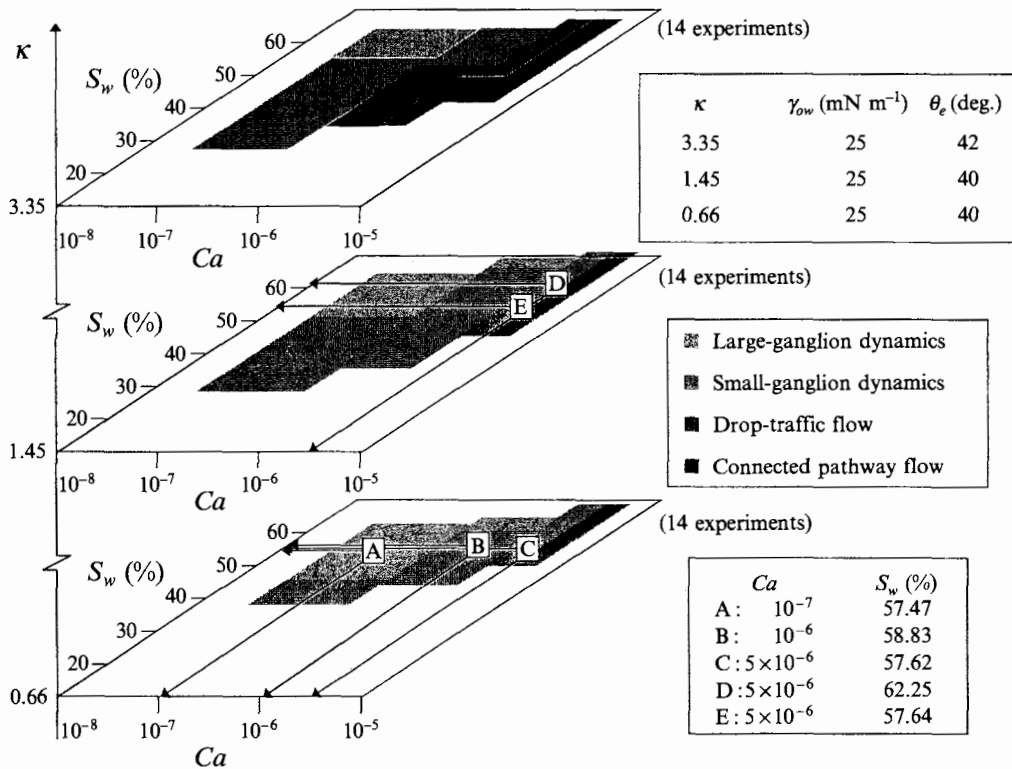 κ
S_w (%)
60
50
40
30
20
3.35
10⁻⁸
10⁻⁷
10⁻⁶
10⁻⁵
Ca
(14 experiments)
κ γ_ow (mN m⁻¹) θ_e (deg.)
3.35 25 42
1.45 25 40
0.66 25 40
S_w (%)
60
50
40
30
20
1.45
D
E
10⁻⁸
10⁻⁷
10⁻⁶
10⁻⁵
Ca
(14 experiments)
Large-ganglion dynamics
Small-ganglion dynamics
Drop-traffic flow
Connected pathway flow
S_w (%)
60
50
40
30
20
0.66
A
B
C
10⁻⁸
10⁻⁷
10⁻⁶
10⁻⁵
Ca
(14 experiments)
Ca S_w (%)
A: 10⁻⁷ 57.47
B: 10⁻⁶ 58.83
C: 5×10⁻⁶ 57.62
D: 5×10⁻⁶ 62.25
E: 5×10⁻⁶ 57.64